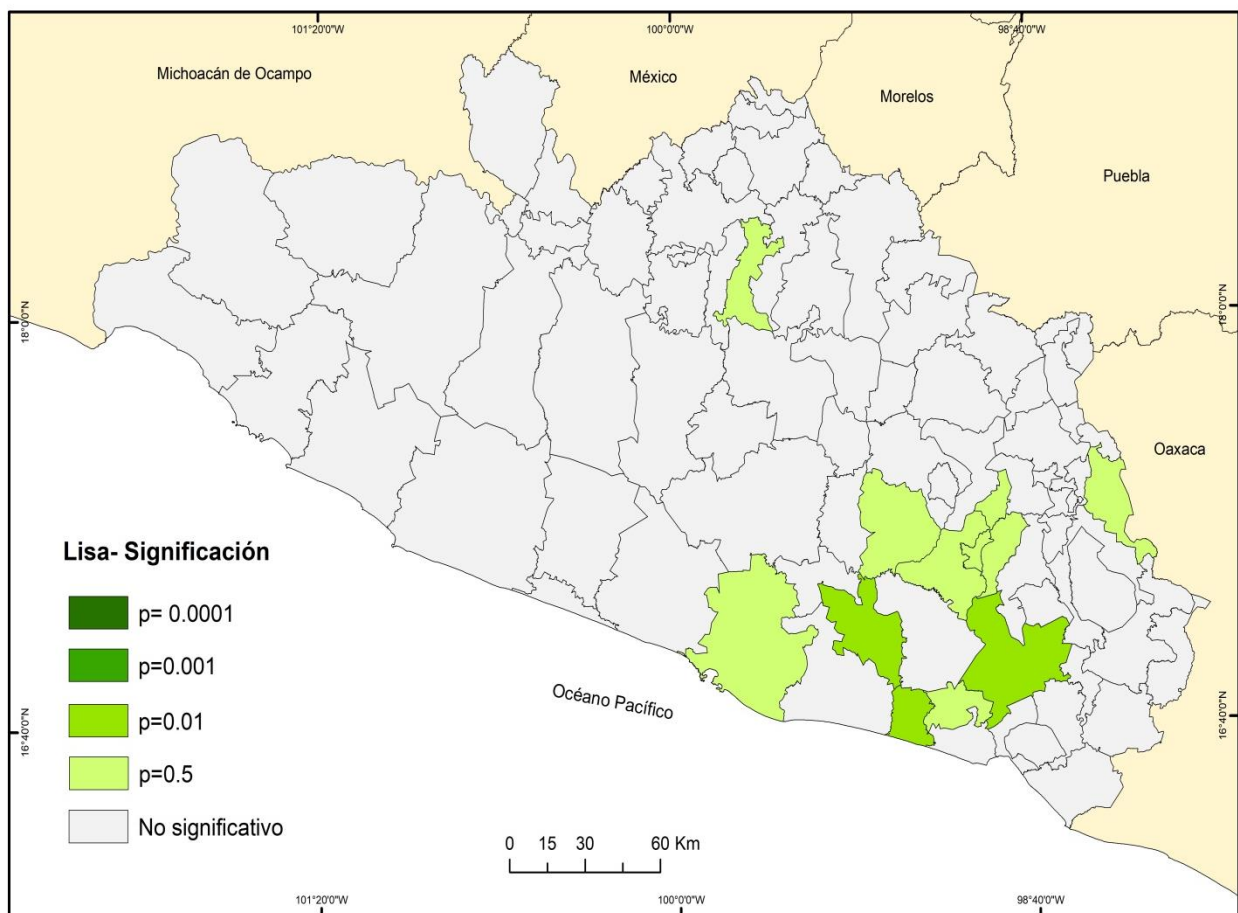 101°20'0"W
100°0'0"W
98°40'0"W
Michoacán de Ocampo
México
Morelos
Puebla
18°0'0"N
18°0'0"N
Oaxaca
Lisa- Significación
p= 0.0001
p=0.001
p=0.01
p=0.5
No significativo
Océano Pacífico
16°40'0"N
16°40'0"N
0 15 30 60 Km
101°20'0"W
100°0'0"W
98°40'0"W